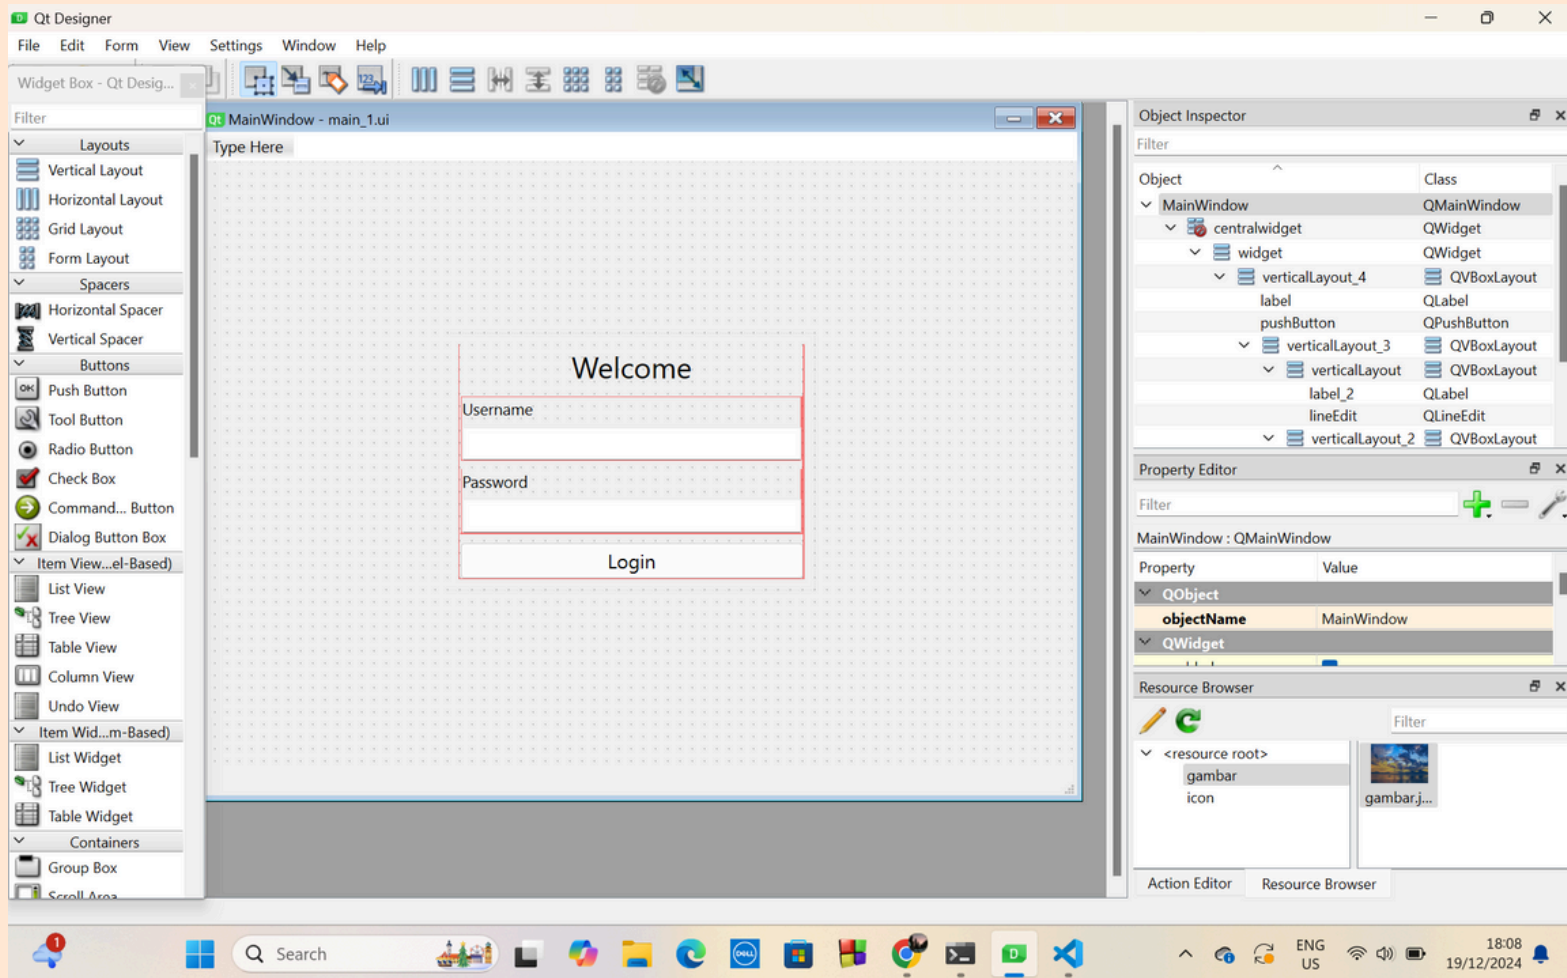 Qt Designer
File Edit Form View Settings Window Help
Widget Box - Qt Desig...
Filter
Layouts
Vertical Layout
Horizontal Layout
Grid Layout
Form Layout
Spacers
Horizontal Spacer
Vertical Spacer
Buttons
OK Push Button
Tool Button
Radio Button
Check Box
Command... Button
Dialog Button Box
Item View...el-Based)
List View
Tree View
Table View
Column View
Undo View
Item Wid...m-Based)
List Widget
Tree Widget
Table Widget
Containers
Group Box
Scroll Area
123
Qt MainWindow - main_1.ui
Type Here
Welcome
Username
Password
Login
Object Inspector
Filter
Object Class
MainWindow QMainWindow
centralwidget QWidget
widget QWidget
verticalLayout_4 QVBoxLayout
label QLabel
pushButton QPushButton
verticalLayout_3 QVBoxLayout
verticalLayout QVBoxLayout
label_2 QLabel
lineEdit QLineEdit
verticalLayout_2 QVBoxLayout
Property Editor
Filter
MainWindow : QMainWindow
Property Value
QObject
objectName MainWindow
QWidget
Resource Browser
Filter
<resource root>
gambar
icon
gambar.j...
Action Editor Resource Browser
1
Search
DELL
D
ENG
US
18:08
19/12/2024